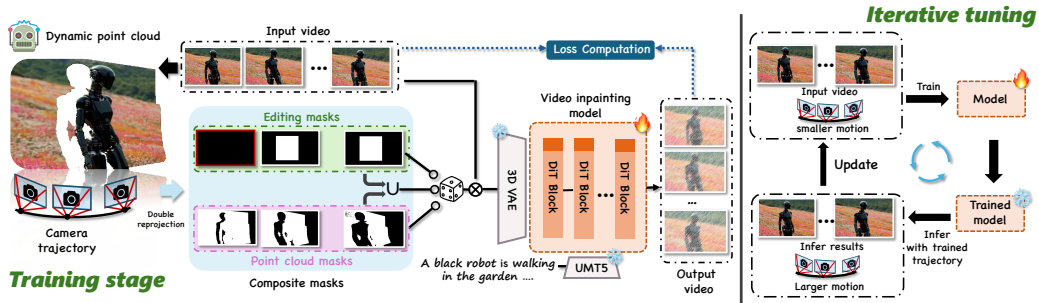 Dynamic point cloud
Input video
Loss Computation
Editing masks
Video inpainting
model
3D VAE
DiT Block
DiT Block
DiT Block
Double
reprojection
Camera
trajectory
Point cloud masks
Composite masks
A black robot is walking
in the garden ....
UMT5
Output
video
Training stage
Iterative tuning
Input video
smaller motion
Train
Model
Update
Trained
model
Infer
with trained
trajectory
Infer results
Larger motion